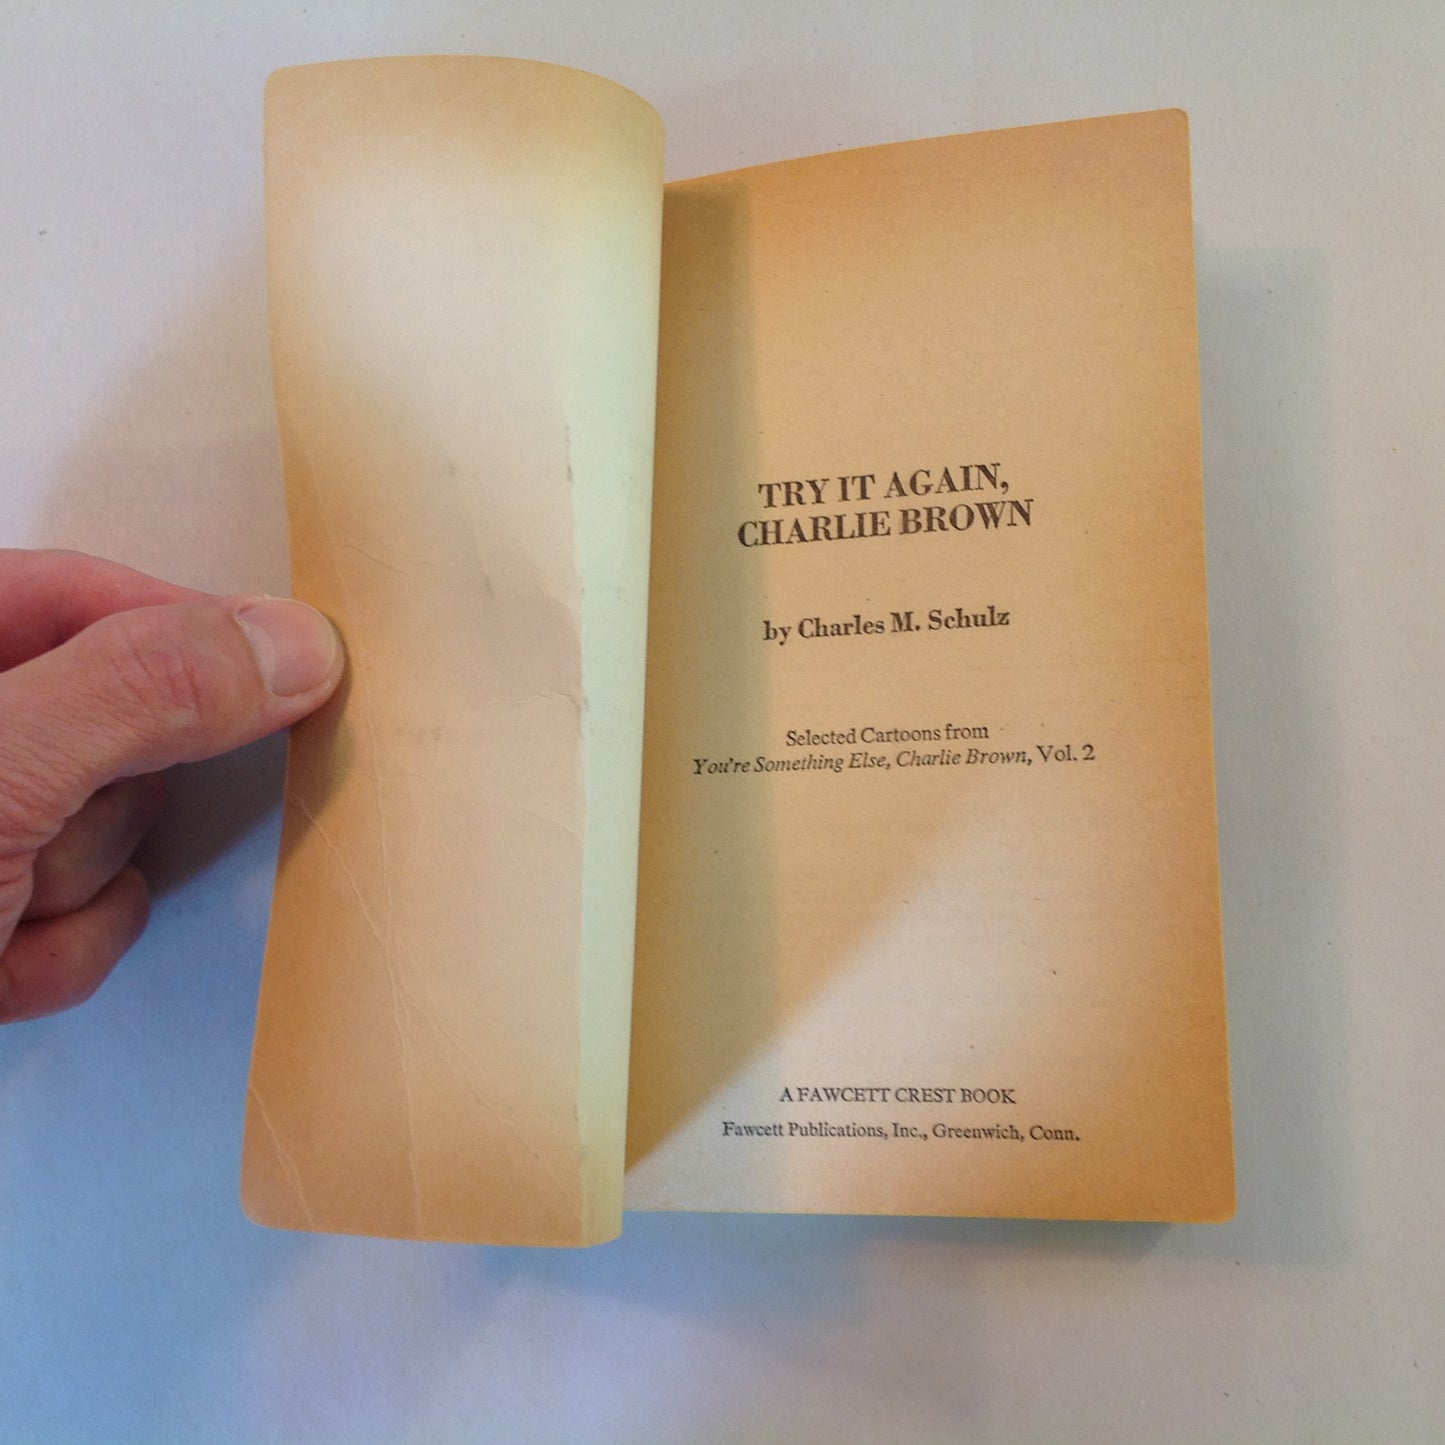 TRY IT AGAIN,
CHARLIE BROWN
by Charles M. Schulz
Selected Cartoons from
You're Something Else, Charlie Brown, Vol. 2
A FAWCETT CREST BOOK
Fawcett Publications, Inc., Greenwich, Conn.